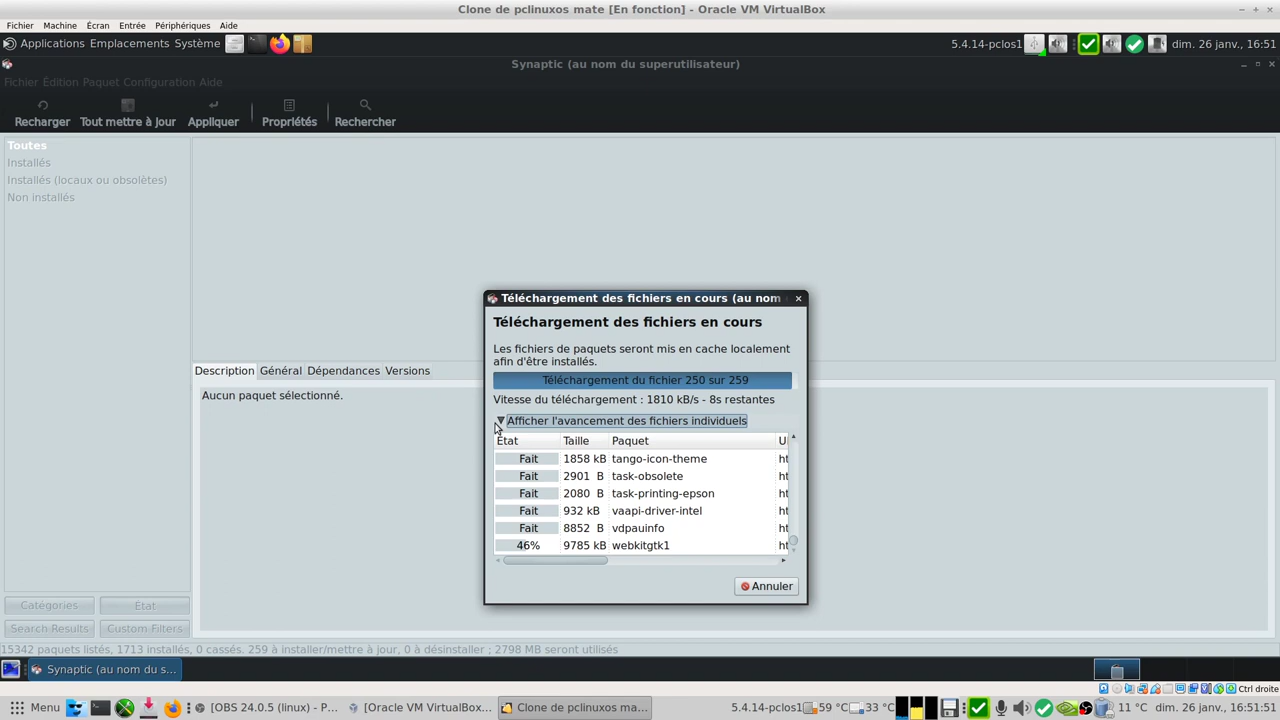 Clone de pclinuxos mate [En fonction] - Oracle VM VirtualBox
Fichier Machine Écran Entrée Périphériques Aide
Applications Emplacements Système 5.4.14-pclos1 dim. 26 janv., 16:51
Synaptic (au nom du superutilisateur)
Fichier Édition Paquet Configuration Aide
Recharger Tout mettre à jour Appliquer Propriétés Rechercher
Toutes
Installés
Installés (locaux ou obsolètes)
Non installés
Téléchargement des fichiers en cours (au nom
Téléchargement des fichiers en cours
Les fichiers de paquets seront mis en cache localement
afin d'être installés.
Téléchargement du fichier 250 sur 259
Vitesse du téléchargement : 1810 kB/s - 8s restantes
Afficher l'avancement des fichiers individuels
État Taille Paquet U
Fait 1858 kB tango-icon-theme ht
Fait 2901 B task-obsolete ht
Fait 2080 B task-printing-epson ht
Fait 932 kB vaapi-driver-intel ht
Fait 8852 B vdpauinfo ht
46% 9785 kB webkitgtk1 ht
Annuler
Description Général Dépendances Versions
Aucun paquet sélectionné.
Catégories État
Search Results Custom Filters
15342 paquets listés, 1713 installés, 0 cassés. 259 à installer/mettre à jour, 0 à désinstaller ; 2798 MB seront utilisés
Synaptic (au nom du s...
Ctrl droite
Menu [OBS 24.0.5 (linux) - P... [Oracle VM VirtualBox... Clone de pclinuxos ma... 5.4.14-pclos1 59 °C 33 °C 11 °C dim. 26 janv., 16:51:51